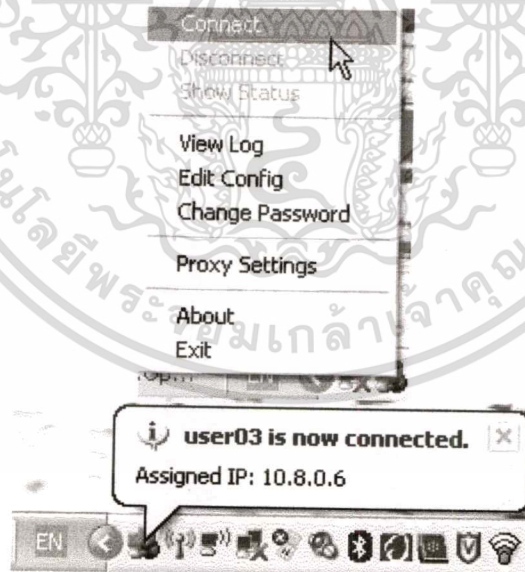 Connect
Disconnect
Show Status
View Log
Edit Config
Change Password
Proxy Settings
About
Exit
EN
user03 is now connected.
Assigned IP: 10.8.0.6
EN